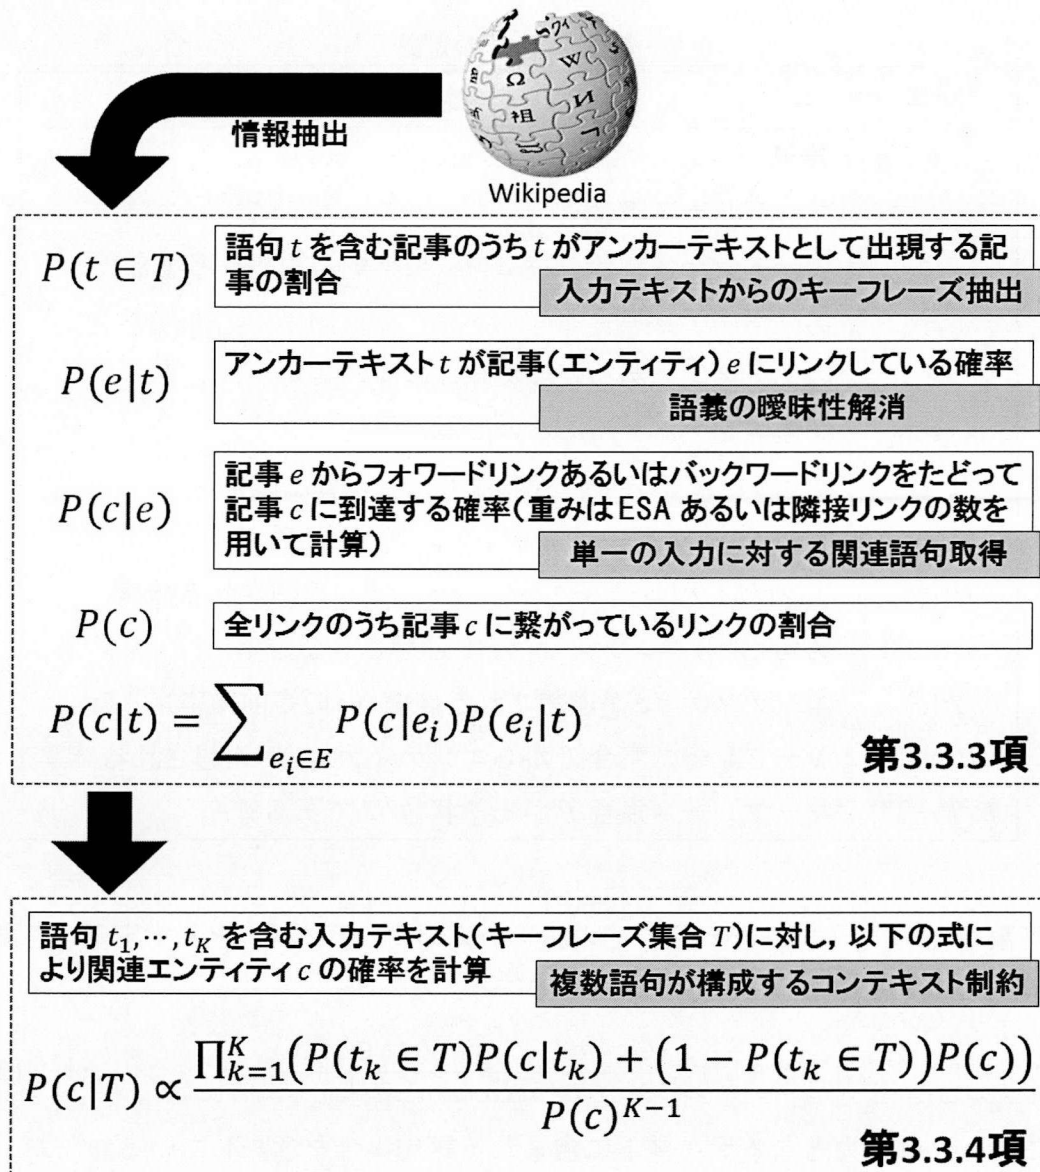 情報抽出
Wikipedia
Ω
W
И
祖
P(t ∈ T)
語句 t を含む記事のうち t がアンカーテキストとして出現する記
事の割合
入力テキストからのキーフレーズ抽出
P(e|t)
アンカーテキスト t が記事(エンティティ) e にリンクしている確率
語義の曖昧性解消
P(c|e)
記事 e からフォワードリンクあるいはバックワードリンクをたどって
記事 c に到達する確率(重みはESA あるいは隣接リンクの数を
用いて計算)
単一の入力に対する関連語句取得
P(c)
全リンクのうち記事 c に繋がっているリンクの割合
P(c|t) = ∑_{e_i∈E} P(c|e_i)P(e_i|t)
第3.3.3項
語句 t_1,⋯,t_K を含む入力テキスト(キーフレーズ集合 T)に対し, 以下の式に
より関連エンティティ c の確率を計算
複数語句が構成するコンテキスト制約
P(c|T) ∝ ∏_{k=1}^{K}(P(t_k ∈ T)P(c|t_k) + (1 − P(t_k ∈ T))P(c)) / P(c)^{K−1}
第3.3.4項